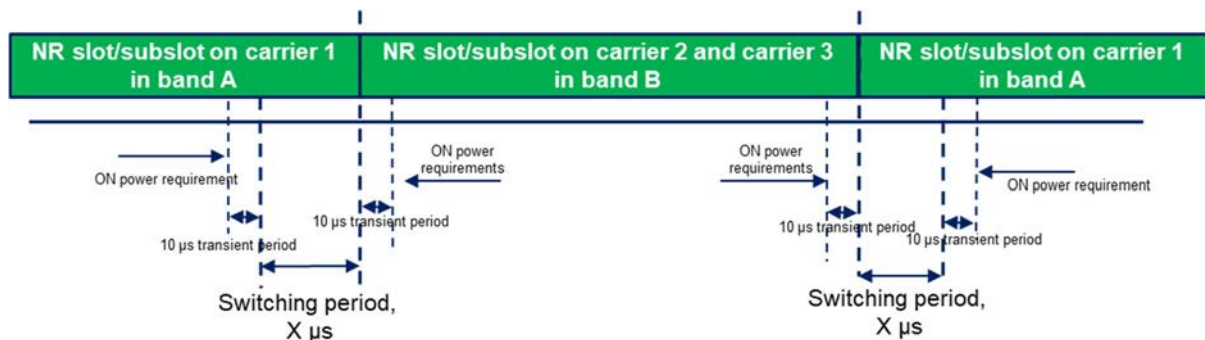 NR slot/subslot on carrier 1
in band A
NR slot/subslot on carrier 2 and carrier 3
in band B
NR slot/subslot on carrier 1
in band A
ON power requirement
ON power
requirements
ON power
requirements
ON power requirement
10 µs transient period
10 µs transient period
10 µs transient period
10 µs transient period
Switching period,
X µs
Switching period,
X µs